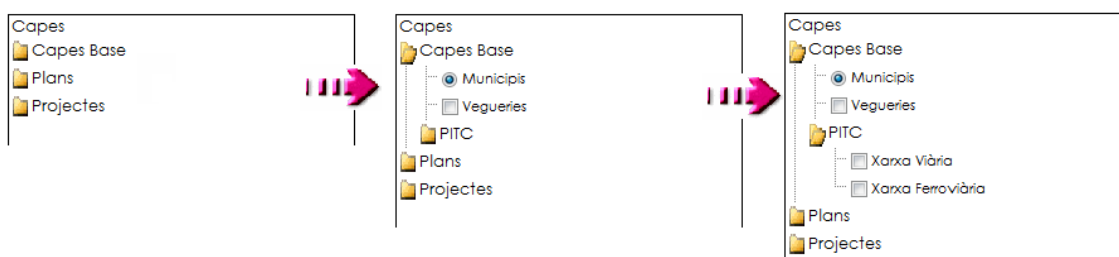 Capes
Capes Base
Plans
Projectes
Capes
Capes Base
Municipis
Vegueries
PITC
Plans
Projectes
Capes
Capes Base
Municipis
Vegueries
PITC
Xarxa Viària
Xarxa Ferroviària
Plans
Projectes